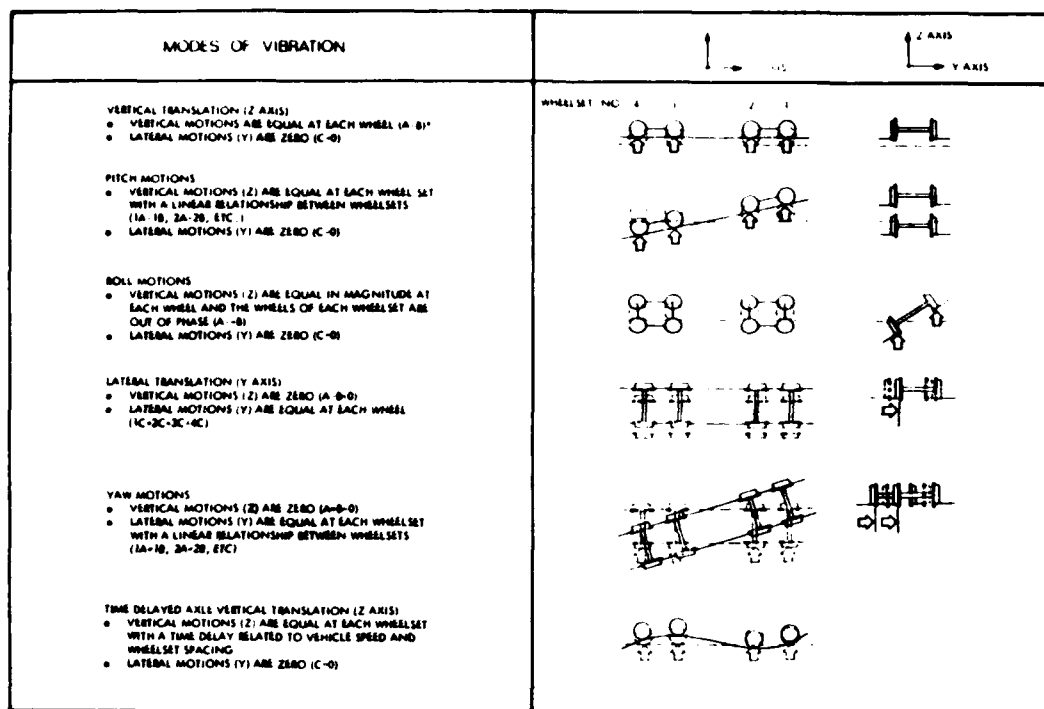 MODES OF VIBRATION
Z AXIS
Y AXIS
VERTICAL TRANSLATION (Z AXIS)
• VERTICAL MOTIONS ARE EQUAL AT EACH WHEEL (A-B)*
• LATERAL MOTIONS (Y) ARE ZERO (C-0)
PITCH MOTIONS
• VERTICAL MOTIONS (Z) ARE EQUAL AT EACH WHEEL SET
WITH A LINEAR RELATIONSHIP BETWEEN WHEELSETS
(1A-1B, 2A-2B, ETC.)
• LATERAL MOTIONS (Y) ARE ZERO (C-0)
ROLL MOTIONS
• VERTICAL MOTIONS (Z) ARE EQUAL IN MAGNITUDE AT
EACH WHEEL AND THE WHEELS OF EACH WHEELSET ARE
OUT OF PHASE (A--B)
• LATERAL MOTIONS (Y) ARE ZERO (C-0)
LATERAL TRANSLATION (Y AXIS)
• VERTICAL MOTIONS (Z) ARE ZERO (A-B-0)
• LATERAL MOTIONS (Y) ARE EQUAL AT EACH WHEEL
(1C-2C-3C-4C)
YAW MOTIONS
• VERTICAL MOTIONS (Z) ARE ZERO (A=B-0)
• LATERAL MOTIONS (Y) ARE EQUAL AT EACH WHEELSET
WITH A LINEAR RELATIONSHIP BETWEEN WHEELSETS
(1A=1B, 2A=2B, ETC)
TIME DELAYED AXLE VERTICAL TRANSLATION (Z AXIS)
• VERTICAL MOTIONS (Z) ARE EQUAL AT EACH WHEELSET
WITH A TIME DELAY RELATED TO VEHICLE SPEED AND
WHEELSET SPACING
• LATERAL MOTIONS (Y) ARE ZERO (C-0)
WHEELSET NO 4 2